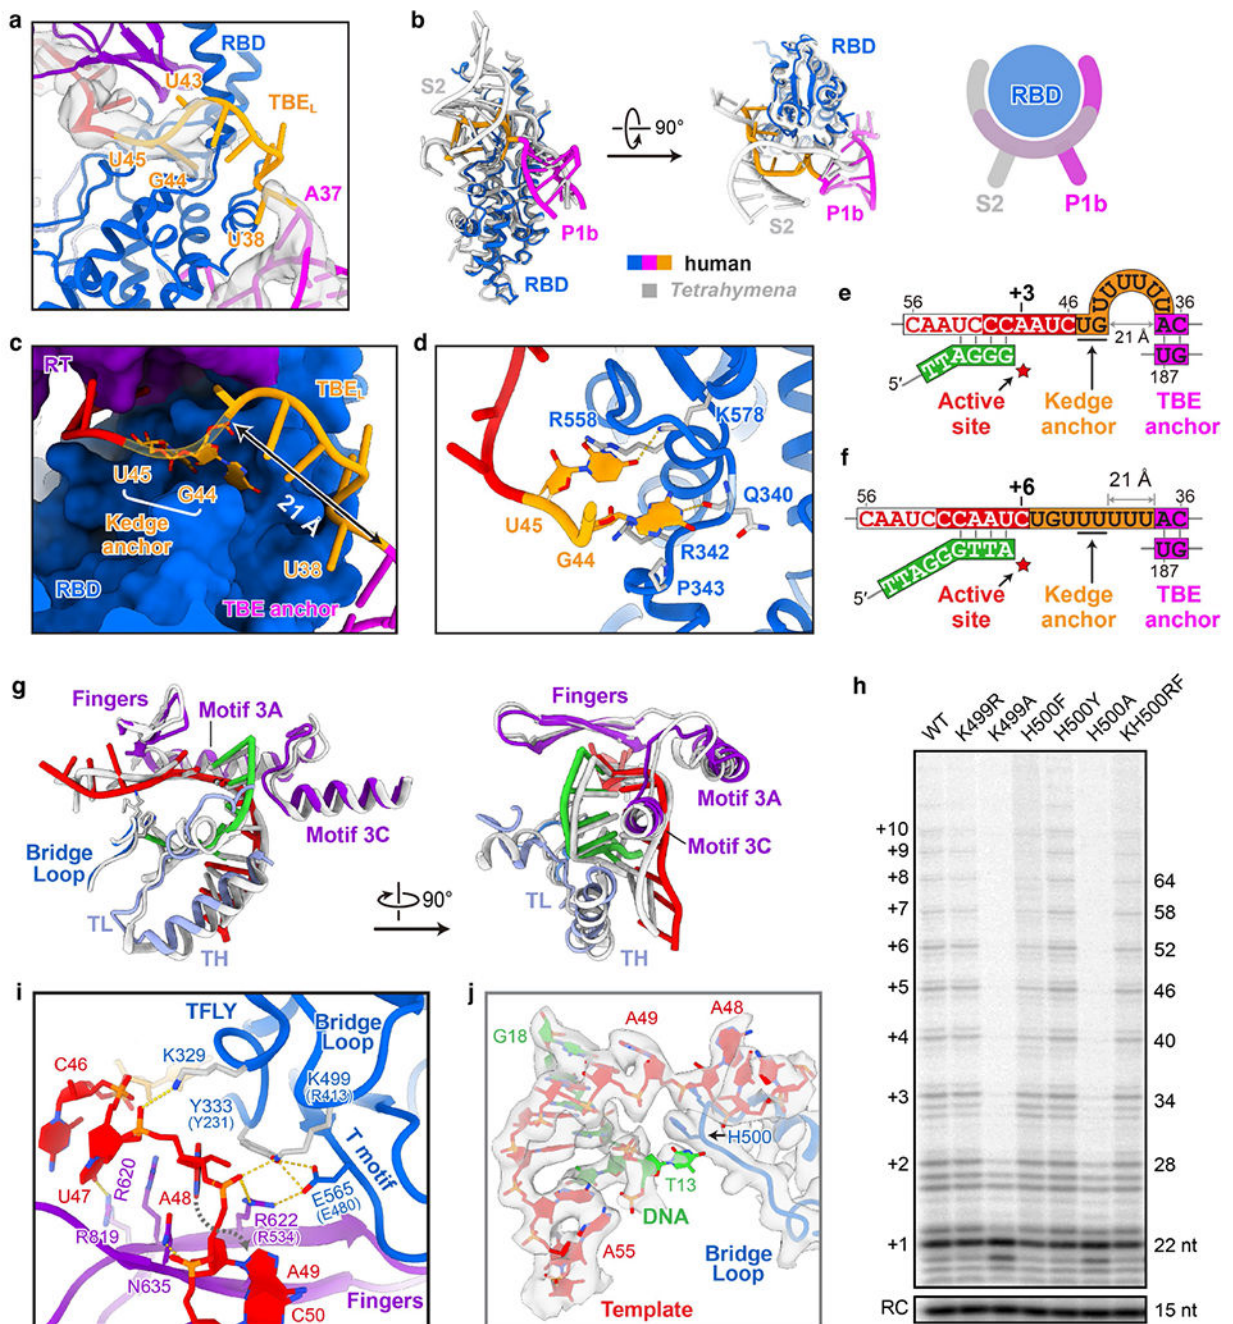 a
RBD
U43
TBEL
U45
G44
A37
U38
b
S2
P1b
RBD
90°
RBD
S2
P1b
RBD
S2
P1b
human
Tetrahymena
c
RT
TBEL
U45
G44
Kedge
anchor
21 Å
U38
RBD
TBE anchor
d
R558
K578
Q340
U45
G44
R342
P343
e
56
+3
46
36
CAAUCCCAAUCUGUUUUUUAC
21 Å
TTAGGG
UG
5′
187
Active
site
Kedge
anchor
TBE
anchor
f
56
+6
21 Å
36
CAAUCCCAAUCUGUUUUUUAC
TTAGGGTTA
UG
5′
187
Active
site
Kedge
anchor
TBE
anchor
g
Fingers
Motif 3A
Motif 3C
Bridge
Loop
TL
TH
90°
Fingers
Motif 3A
Motif 3C
TL
TH
h
WT
K499R
K499A
H500F
H500Y
H500A
KH500RF
+10
+9
+8 64
+7 58
+6 52
+5 46
+4 40
+3 34
+2 28
+1 22 nt
RC 15 nt
i
TFLY
Bridge
Loop
C46
K329
K499
(R413)
Y333
(Y231)
T motif
U47
R620
A48
E565
(E480)
R819
R622
(R534)
N635
A49
Fingers
C50
j
A49
A48
G18
H500
T13
DNA
A55
Bridge
Loop
Template